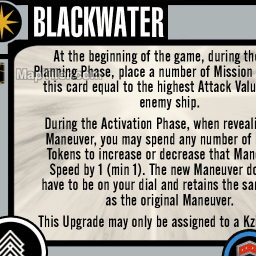 BLACKWATER
At the beginning of the game, during the
Planning Phase, place a number of Mission
this card equal to the highest Attack Valu
enemy ship.
During the Activation Phase, when reveali
Maneuver, you may spend any number of
Tokens to increase or decrease that Mane
Speed by 1 (min 1). The new Maneuver do
have to be on your dial and retains the sa
as the original Maneuver.
This Upgrade may only be assigned to a Kz